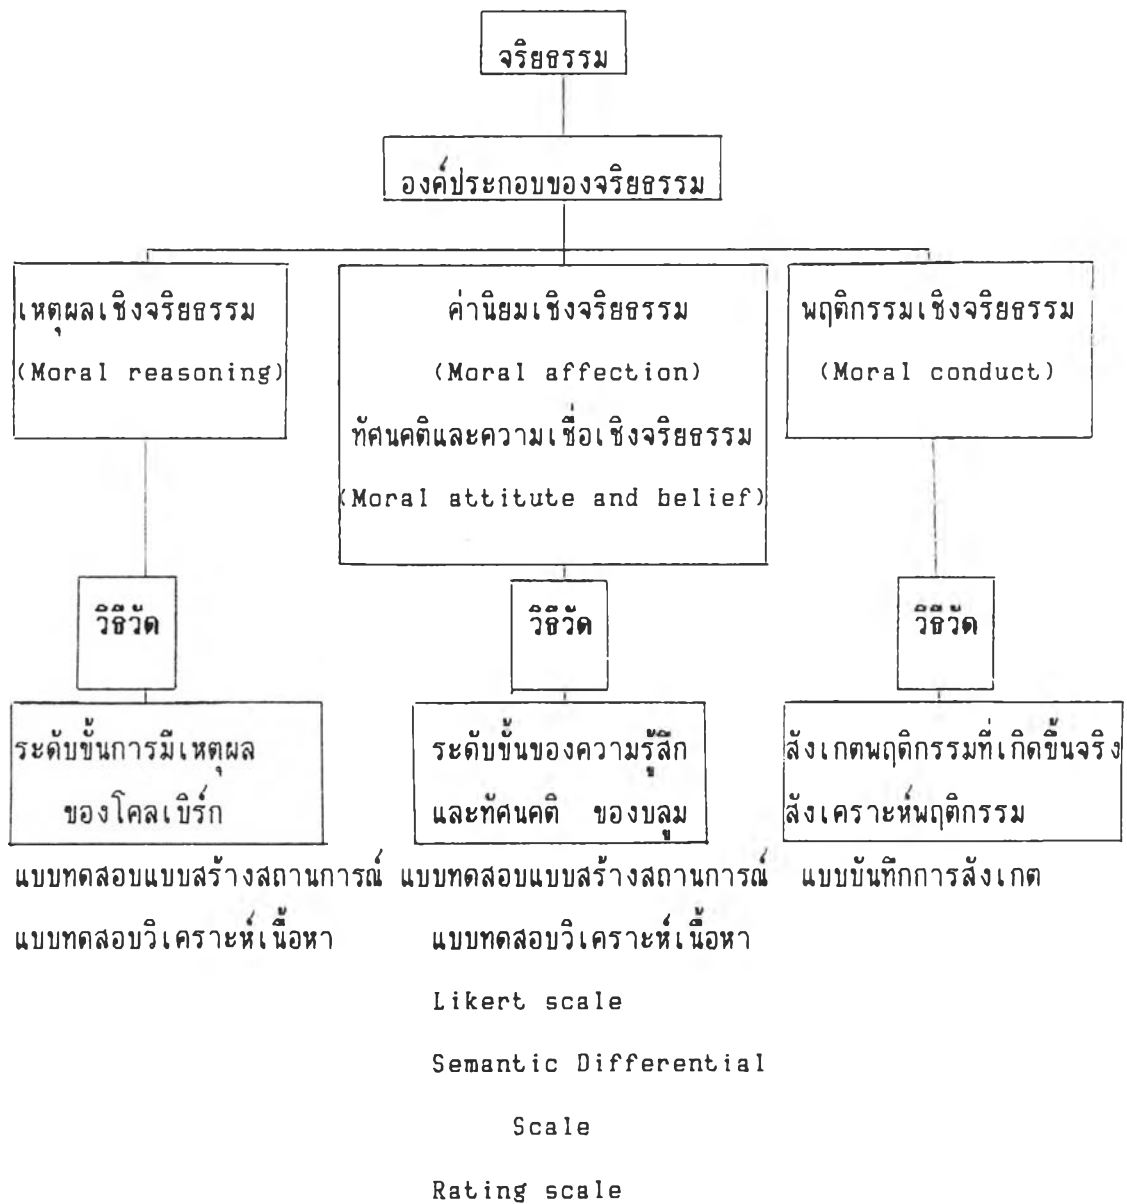 จริยธรรม
องค์ประกอบของจริยธรรม
เหตุผลเชิงจริยธรรม
(Moral reasoning)
ค่านิยมเชิงจริยธรรม
(Moral affection)
ทัศนคติและความเชื่อเชิงจริยธรรม
(Moral attitute and belief)
พฤติกรรมเชิงจริยธรรม
(Moral conduct)
วิธีวัด
วิธีวัด
วิธีวัด
ระดับขั้นการมีเหตุผล
ของโคลเบิร์ก
แบบทดสอบแบบสร้างสถานการณ์
แบบทดสอบวิเคราะห์เนื้อหา
ระดับขั้นของความรู้สึก
และทัศนคติ ของบลูม
แบบทดสอบแบบสร้างสถานการณ์
แบบทดสอบวิเคราะห์เนื้อหา
Likert scale
Semantic Differential
Scale
Rating scale
สังเกตพฤติกรรมที่เกิดขึ้นจริง
สังเคราะห์พฤติกรรม
แบบบันทึกการสังเกต